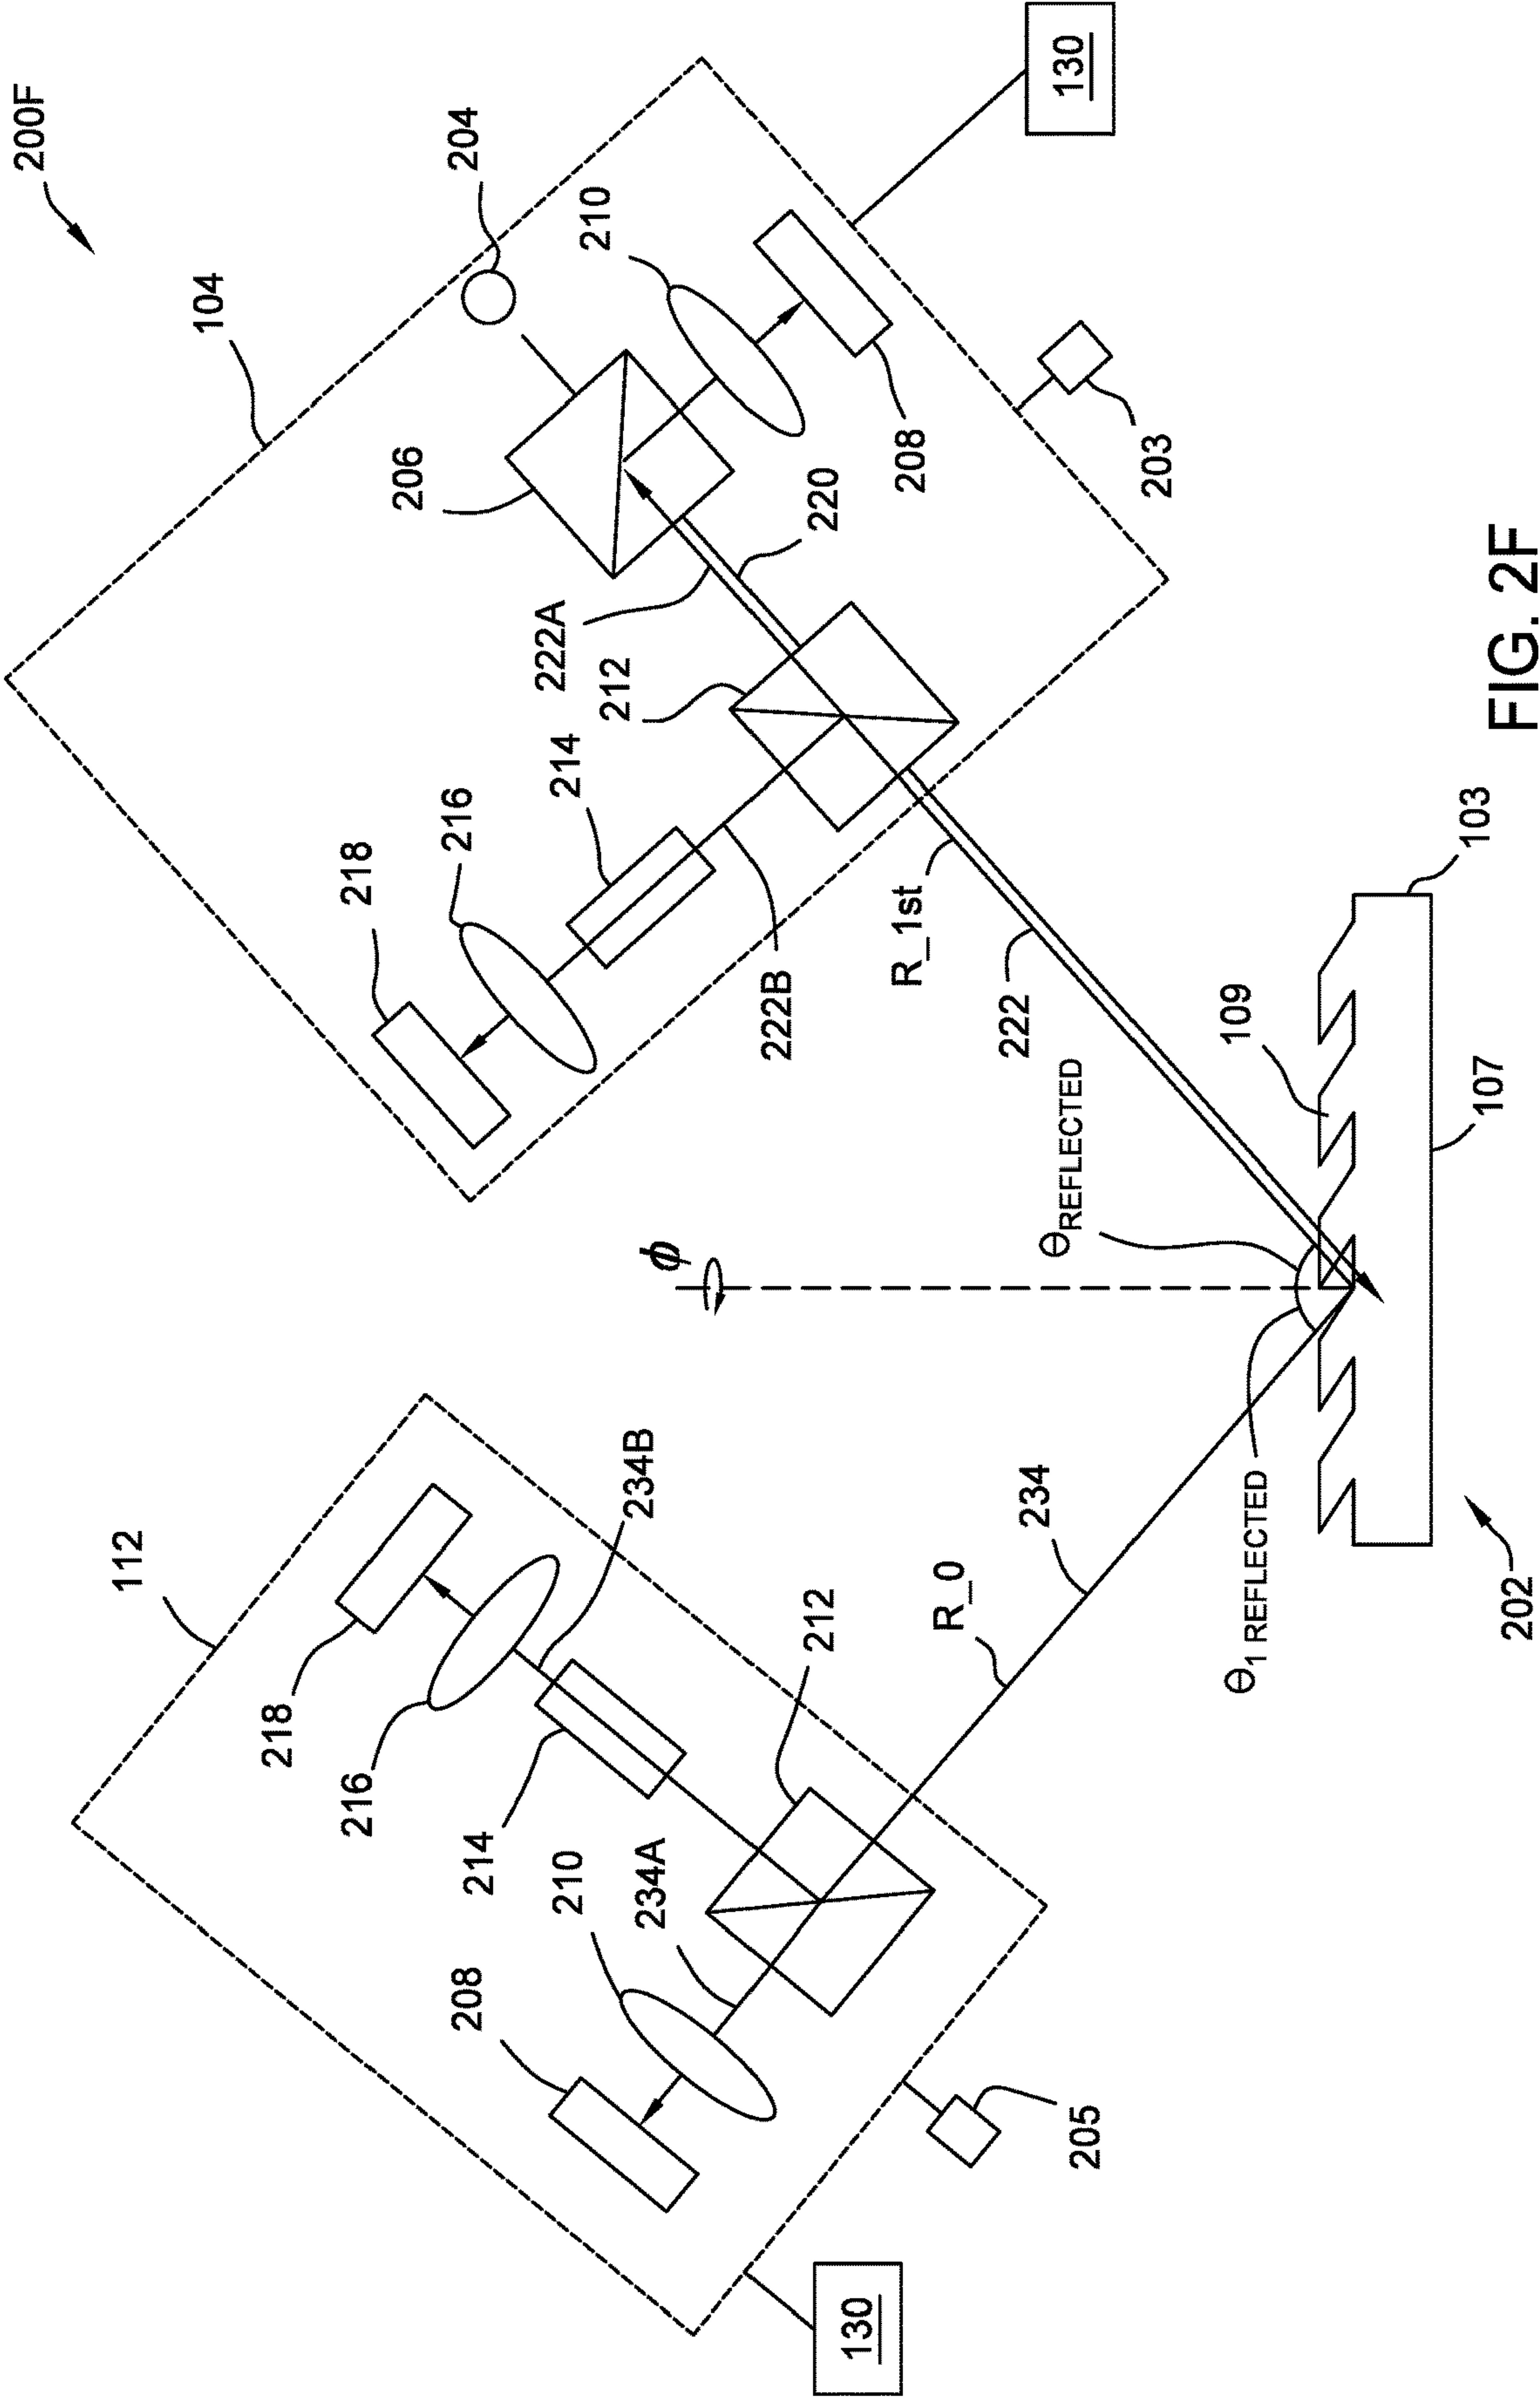 200F
104
204
210
206
208
203
130
220
222A
212
214
216
218
222B
R_1st
222
ϕ
ΘREFLECTED
109
103
107
202
Θ1 REFLECTED
234
R_0
112
234B
218
216
214
212
210
234A
208
205
130
FIG. 2F